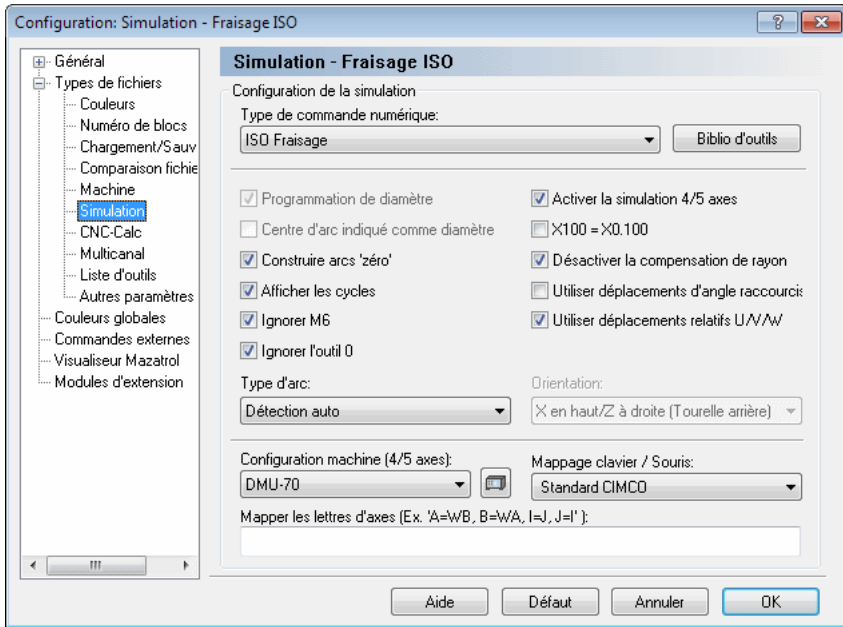 Configuration: Simulation - Fraisage ISO
Général
Types de fichiers
Couleurs
Numéro de blocs
Chargement/Sauv
Comparaison fichie
Machine
Simulation
CNC-Calc
Multicanal
Liste d'outils
Autres paramètres
Couleurs globales
Commandes externes
Visualiseur Mazatrol
Modules d'extension
Simulation - Fraisage ISO
Configuration de la simulation
Type de commande numérique:
ISO Fraisage
Biblio d'outils
Programmation de diamètre
Activer la simulation 4/5 axes
Centre d'arc indiqué comme diamètre
X100 = X0.100
Construire arcs 'zéro'
Désactiver la compensation de rayon
Afficher les cycles
Utiliser déplacements d'angle raccourcis
Ignorer M6
Utiliser déplacements relatifs U/V/W
Ignorer l'outil 0
Type d'arc:
Orientation:
Détection auto
X en haut/Z à droite (Tourelle arrière)
Configuration machine (4/5 axes):
Mappage clavier / Souris:
DMU-70
Standard CIMCO
Mapper les lettres d'axes (Ex. 'A=WB, B=WA, I=J, J=I' ):
Aide
Défaut
Annuler
OK